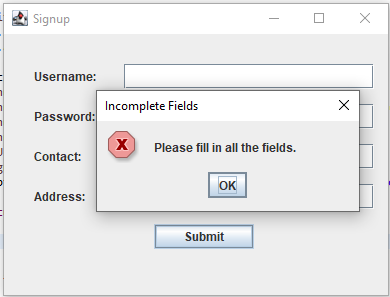 Signup
Username:
Incomplete Fields
Password:
Please fill in all the fields.
Contact:
OK
Address:
Submit